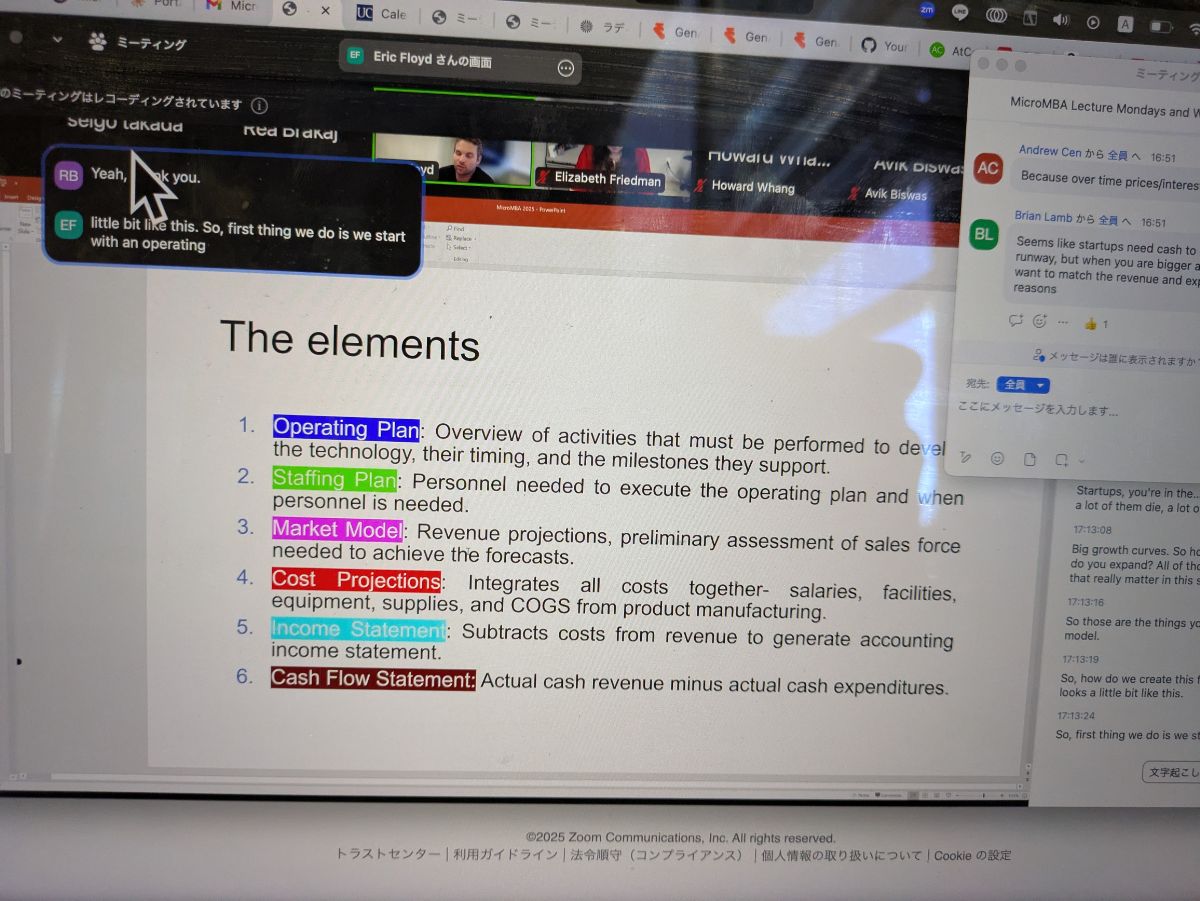 Micr
Cale
ミー
ミー
ラデ
Gen
Gen
Gen
Your
AtC
zm
A
ミーティング
EF Eric Floyd さんの画面
のミーティングはレコーディングされています
Seiyo Takada
Rea Brakaj
Elizabeth Friedman
Howard Wha...
Howard Whang
Avik Biswas
Avik Biswas
RB Yeah,
you.
EF little bit like this. So, first thing we do is we start
with an operating
MicroMBA 2025 - PowerPoint
Find
Replace
Select
Editing
The elements
1. Operating Plan: Overview of activities that must be performed to devel
the technology, their timing, and the milestones they support.
2. Staffing Plan: Personnel needed to execute the operating plan and when
personnel is needed.
3. Market Model: Revenue projections, preliminary assessment of sales force
needed to achieve the forecasts.
4. Cost Projections: Integrates all costs together- salaries, facilities,
equipment, supplies, and COGS from product manufacturing.
5. Income Statement: Subtracts costs from revenue to generate accounting
income statement.
6. Cash Flow Statement: Actual cash revenue minus actual cash expenditures.
ミーティング
MicroMBA Lecture Mondays and W
Andrew Cen から 全員 へ 16:51
AC Because over time prices/interes
Brian Lamb から 全員 へ 16:51
BL Seems like startups need cash to
runway, but when you are bigger a
want to match the revenue and exp
reasons
1
メッセージは誰に表示されますか?
宛先: 全員
ここにメッセージを入力します...
Startups, you're in the...
a lot of them die, a lot o
17:13:08
Big growth curves. So ho
do you expand? All of tho
that really matter in this s
17:13:16
So those are the things yo
model.
17:13:19
So, how do we create this f
looks a little bit like this.
17:13:24
So, first thing we do is we st
文字起こし
©2025 Zoom Communications, Inc. All rights reserved.
トラストセンター | 利用ガイドライン | 法令順守（コンプライアンス） | 個人情報の取り扱いについて | Cookie の設定